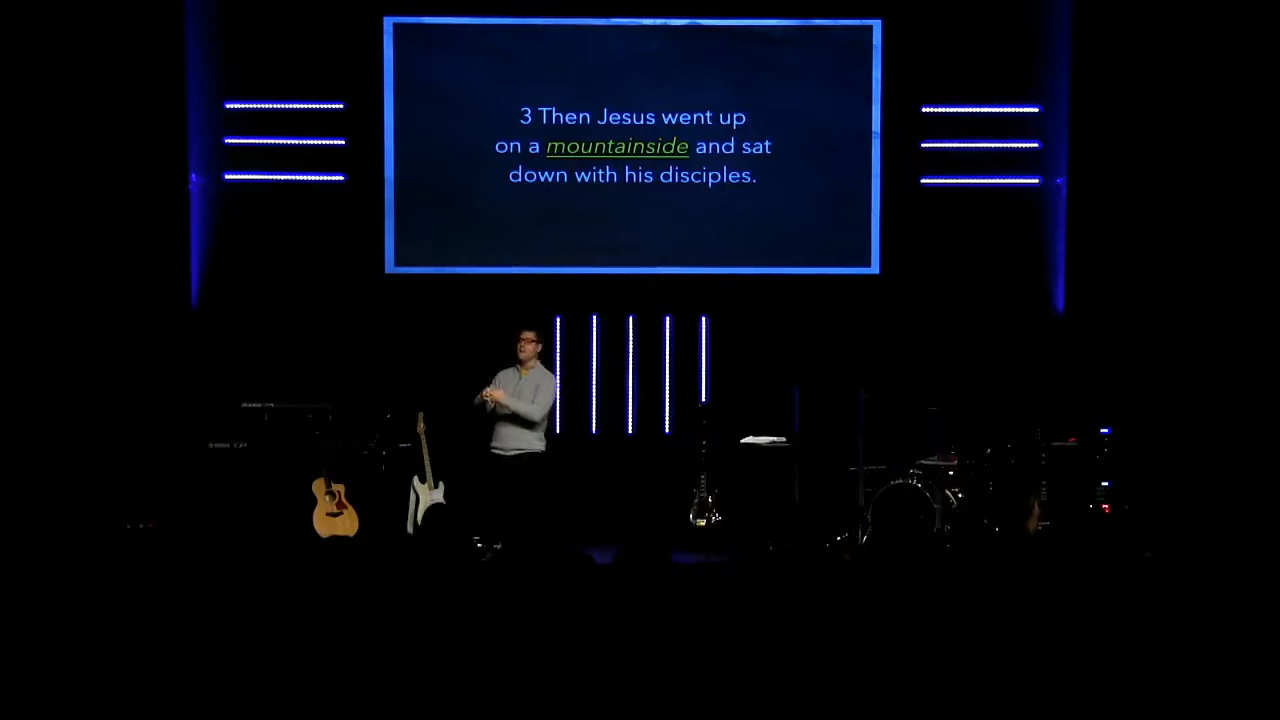 3 Then Jesus went up
on a mountainside and sat
down with his disciples.